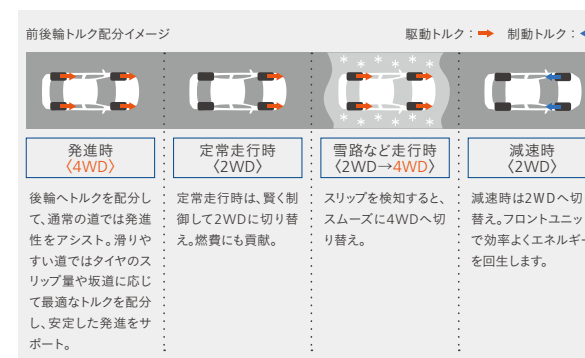 前後輪トルク配分イメージ
駆動トルク： 制動トルク：
発進時
〈4WD〉
後輪へトルクを配分し
て、通常の道では発進
性をアシスト。滑りや
すい道ではタイヤのス
リップ量や坂道に応じ
て最適なトルクを配分
し、安定した発進をサ
ポート。
定常走行時
〈2WD〉
定常走行時は、賢く制
御して2WDに切り替
え。燃費にも貢献。
雪路など走行時
〈2WD→4WD〉
スリップを検知すると、
スムーズに4WDへ切
り替え。
減速時
〈2WD〉
減速時は2WDへ切
替え。フロントユニッ
で効率よくエネルギー
を回生します。